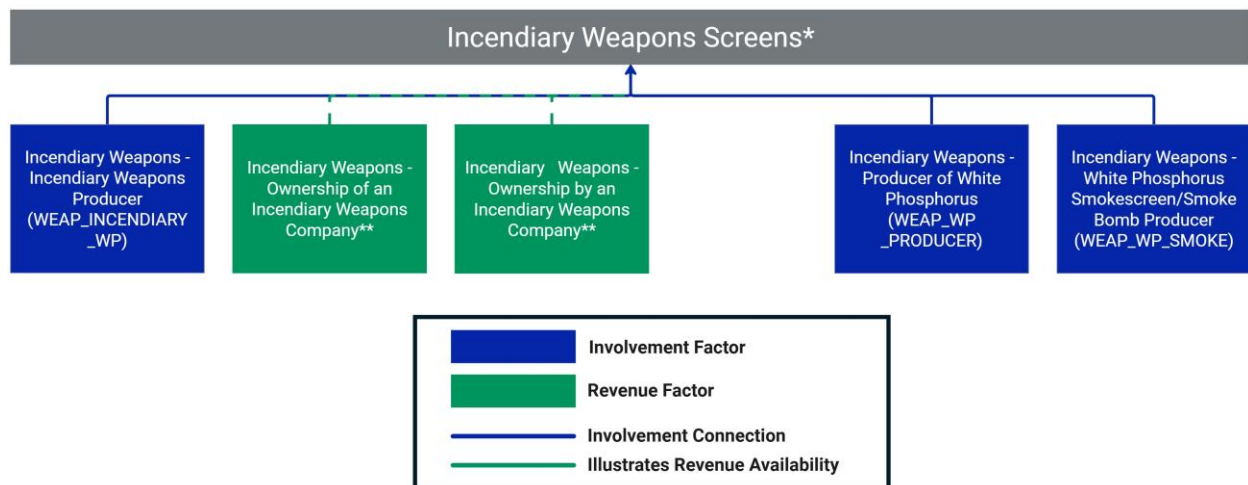 Incendiary Weapons Screens*
Incendiary Weapons -
Incendiary Weapons
Producer
(WEAP_INCENDIARY
_WP)
Incendiary Weapons -
Ownership of an
Incendiary Weapons
Company**
Incendiary Weapons -
Ownership by an
Incendiary Weapons
Company**
Incendiary Weapons -
Producer of White
Phosphorus
(WEAP_WP
_PRODUCER)
Incendiary Weapons -
White Phosphorus
Smokescreen/Smoke
Bomb Producer
(WEAP_WP_SMOKE)
Involvement Factor
Revenue Factor
Involvement Connection
Illustrates Revenue Availability